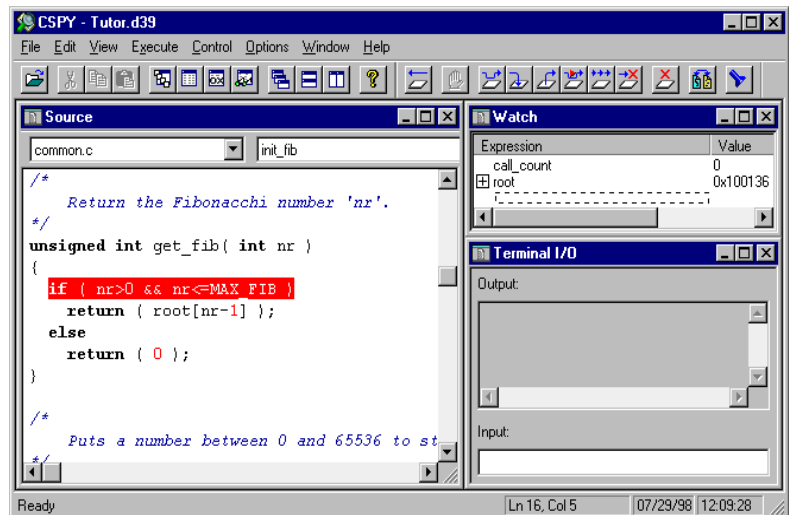 CSPY - Tutor.d39
File Edit View Execute Control Options Window Help
Source
common.c
init_fib
/*
Return the Fibonacchi number 'nr'.
*/
unsigned int get_fib( int nr )
{
if ( nr>0 && nr<=MAX_FIB )
return ( root[nr-1] );
else
return ( 0 );
}
/*
Puts a number between 0 and 65536 to st
*/
Watch
Expression Value
call_count 0
root 0x100136
Terminal I/O
Output:
Input:
Ready
Ln 16, Col 5
07/29/98 12:09:28